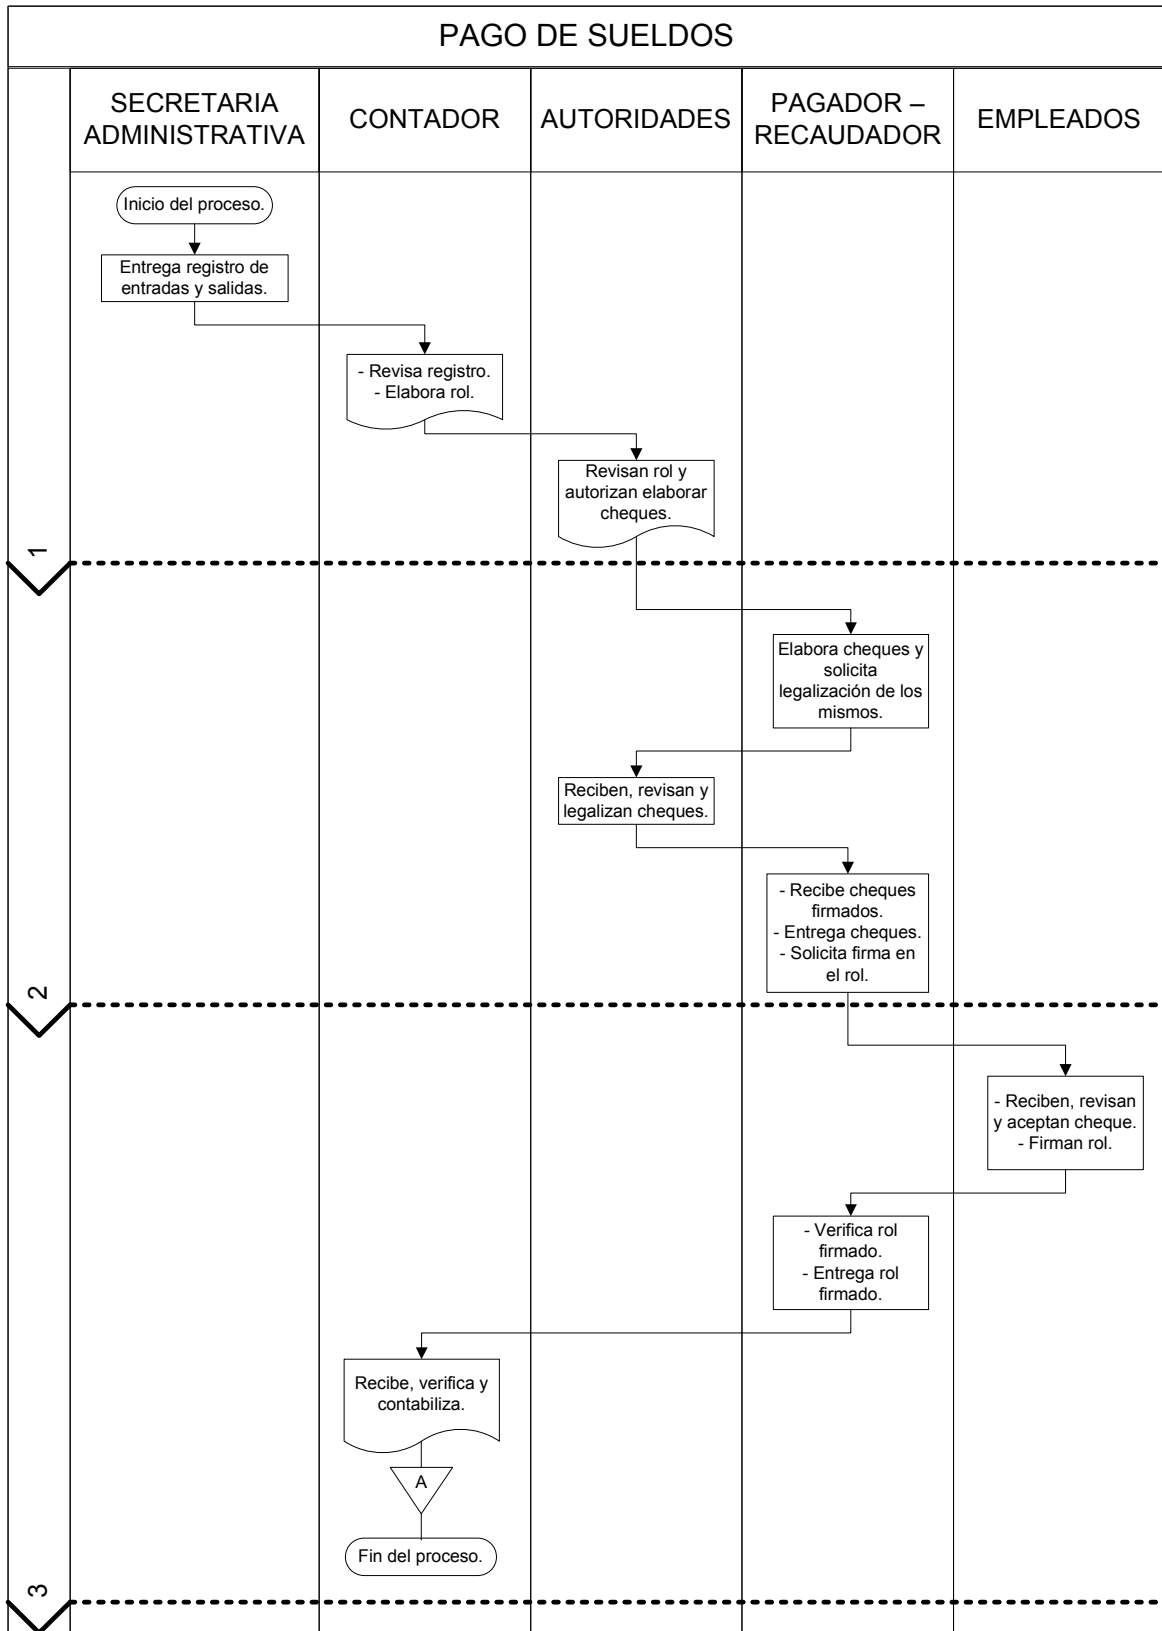 PAGO DE SUELDOS
SECRETARIA
ADMINISTRATIVA
CONTADOR
AUTORIDADES
PAGADOR –
RECAUDADOR
EMPLEADOS
Inicio del proceso.
Entrega registro de
entradas y salidas.
- Revisa registro.
- Elabora rol.
Revisan rol y
autorizan elaborar
cheques.
1
Elabora cheques y
solicita
legalización de los
mismos.
Reciben, revisan y
legalizan cheques.
- Recibe cheques
firmados.
- Entrega cheques.
- Solicita firma en
el rol.
2
- Reciben, revisan
y aceptan cheque.
- Firman rol.
- Verifica rol
firmado.
- Entrega rol
firmado.
Recibe, verifica y
contabiliza.
A
Fin del proceso.
3